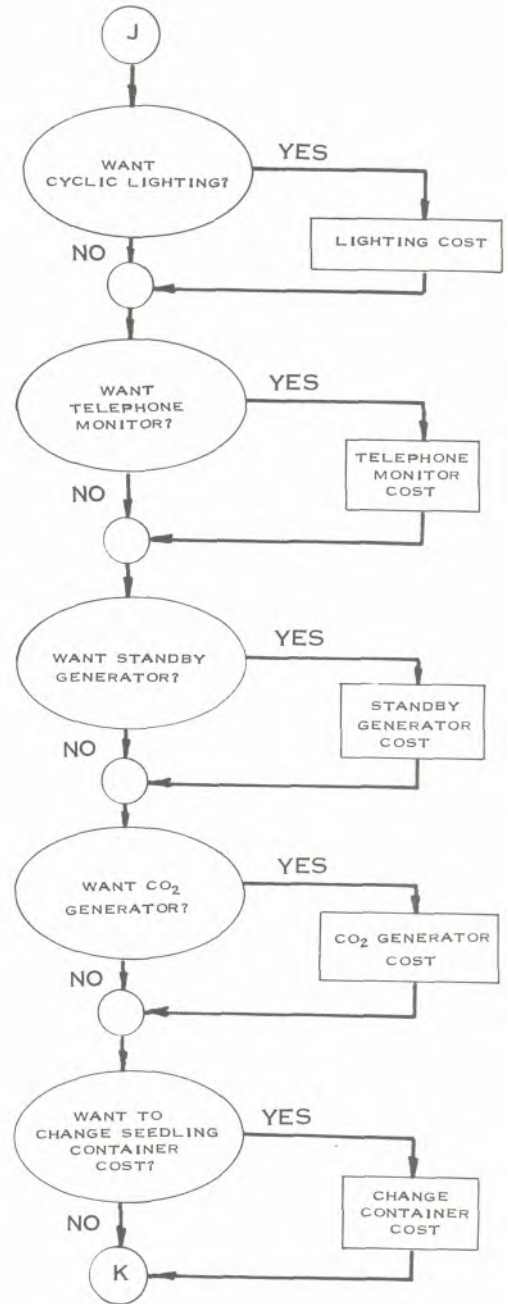 J
WANT
CYCLIC LIGHTING?
YES
LIGHTING COST
NO
WANT
TELEPHONE
MONITOR?
YES
TELEPHONE
MONITOR
COST
NO
WANT STANDBY
GENERATOR?
YES
STANDBY
GENERATOR
COST
NO
WANT CO₂
GENERATOR?
YES
CO₂ GENERATOR
COST
NO
WANT TO
CHANGE SEEDLING
CONTAINER
COST?
YES
CHANGE
CONTAINER
COST
NO
K